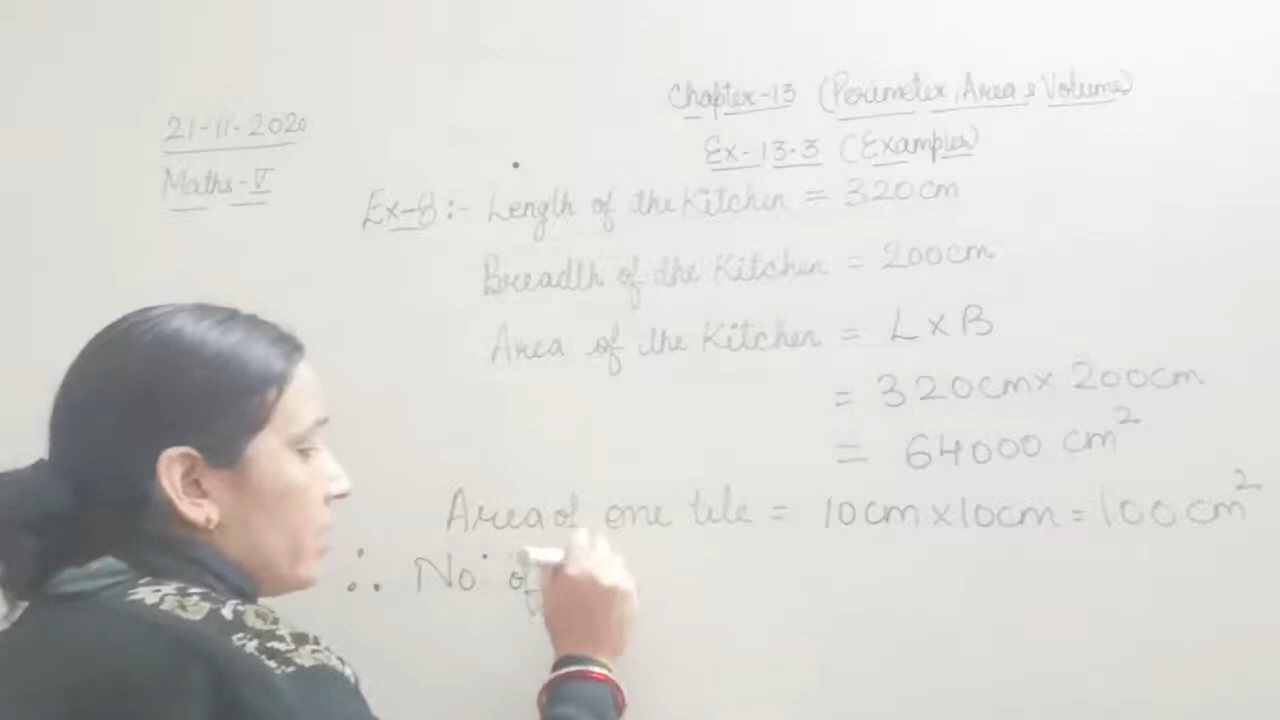 21-11-2020
Maths-V
Chapter-13 (Perimeter, Area & Volume)
Ex-13.3 (Examples)
Ex-8:- Length of the Kitchen = 320cm
Breadth of the Kitchen = 200cm
Area of the Kitchen = L×B
= 320cm× 200cm
= 64000 cm²
Area of one tile = 10cm×10cm = 100cm²
∴ No. of